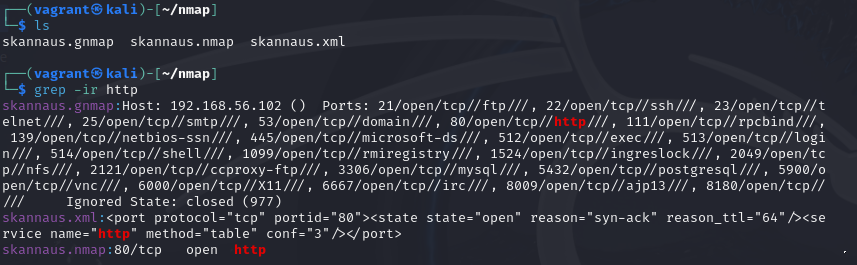 ┌──(vagrant㉿kali)-[~/nmap]
└─$ ls
skannaus.gnmap  skannaus.nmap  skannaus.xml
┌──(vagrant㉿kali)-[~/nmap]
└─$ grep -ir http
skannaus.gnmap:Host: 192.168.56.102 ()  Ports: 21/open/tcp//ftp///, 22/open/tcp//ssh///, 23/open/tcp//t
elnet///, 25/open/tcp//smtp///, 53/open/tcp//domain///, 80/open/tcp//http///, 111/open/tcp//rpcbind///,
 139/open/tcp//netbios-ssn///, 445/open/tcp//microsoft-ds///, 512/open/tcp//exec///, 513/open/tcp//logi
n///, 514/open/tcp//shell///, 1099/open/tcp//rmiregistry///, 1524/open/tcp//ingreslock///, 2049/open/tc
p//nfs///, 2121/open/tcp//ccproxy-ftp///, 3306/open/tcp//mysql///, 5432/open/tcp//postgresql///, 5900/o
pen/tcp//vnc///, 6000/open/tcp//X11///, 6667/open/tcp//irc///, 8009/open/tcp//ajp13///, 8180/open/tcp//
///     Ignored State: closed (977)
skannaus.xml:<port protocol="tcp" portid="80"><state state="open" reason="syn-ack" reason_ttl="64"/><se
rvice name="http" method="table" conf="3"/></port>
skannaus.nmap:80/tcp   open  http